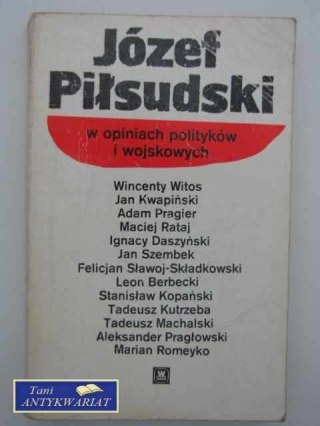 Józef
Piłsudski
w opiniach polityków
i wojskowych
Wincenty Witos
Jan Kwapiński
Adam Pragier
Maciej Rataj
Ignacy Daszyński
Jan Szembek
Felicjan Sławoj-Składkowski
Leon Berbecki
Stanisław Kopański
Tadeusz Kutrzeba
Tadeusz Machalski
Aleksander Pragłowski
Marian Romeyko
Tani
ANTYKWARIAT